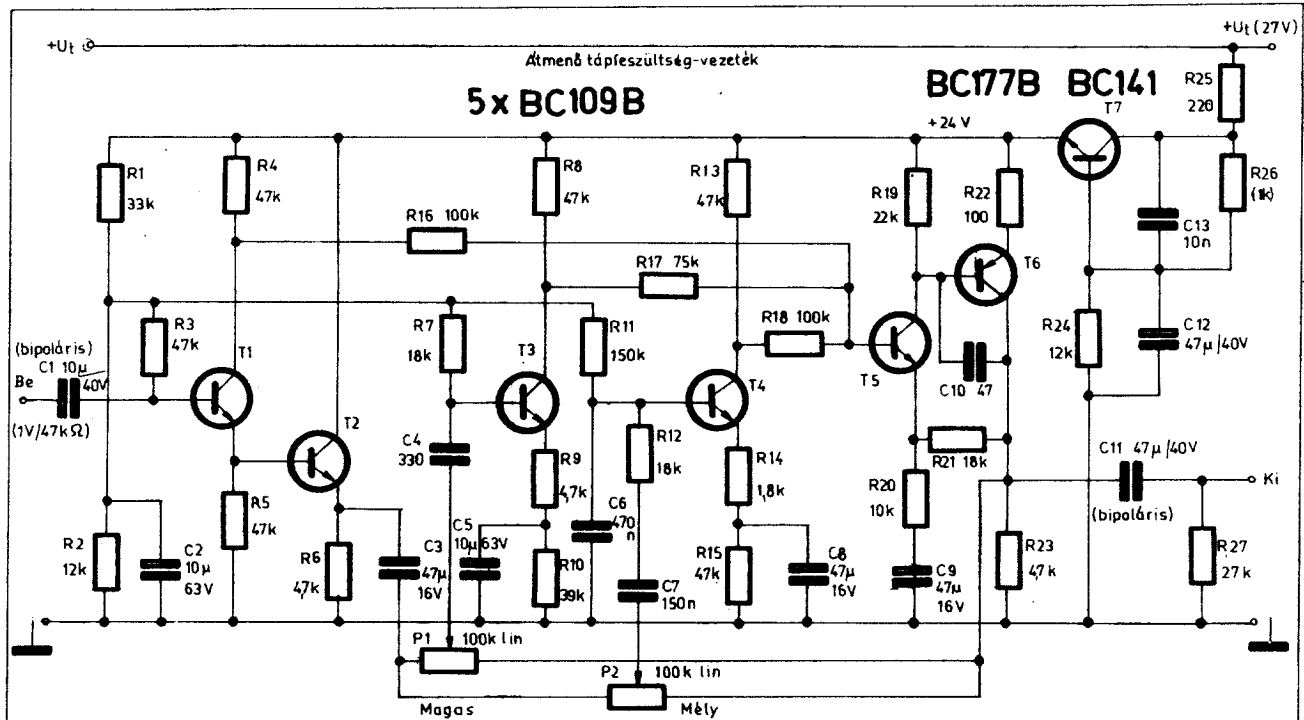 +Ut
+Ut (27V)
Átmenő tápfeszültség-vezeték
5 x BC109B
BC177B BC141
R25
220
T7
+24V
R1
33k
R4
47k
R8
47k
R13
47k
R19
22k
R22
100
R26
(1k)
C13
10n
R16 100k
R17 75k
T6
R3
47k
R7
18k
R11
150k
R18 100k
R24
12k
C12
47µ/40V
(bipoláris)
C1 10µ
40V
T1
T3
T5
C10 47
Be
T4
(1V/47kΩ)
T2
C4
330
R12
18k
R21 18k
C11 47µ/40V
R9
4,7k
R14
1,8k
R20
10k
Ki
(bipoláris)
R5
47k
C6
470
n
C5
10µ 63V
R2
12k
C2
10µ
63V
R6
4,7k
C3
47µ
16V
R10
39k
C7
150n
R15
47k
C8
47µ
16V
C9
47µ
16V
R23
4,7k
R27
27k
P1 100k lin
P2 100k lin
Magas
Mély